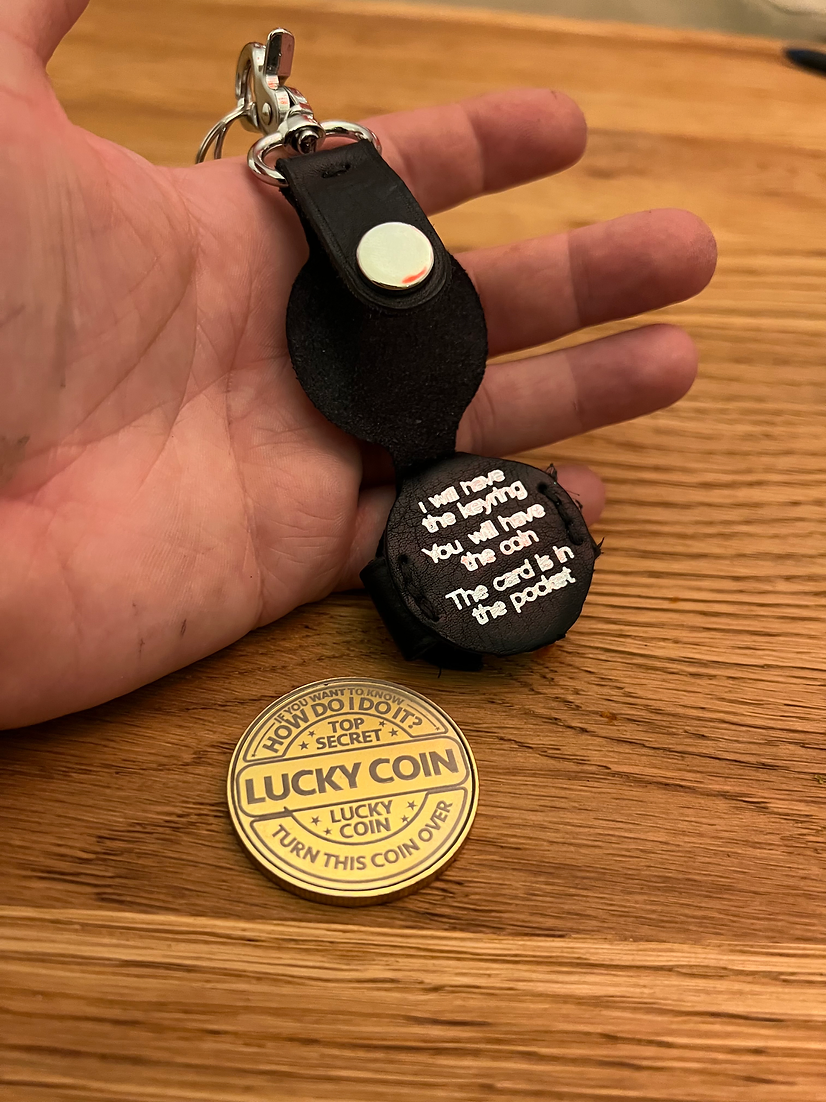 I will have
the keyring
You will have
the coin
The card is in
the pocket
IF YOU WANT TO KNOW
HOW DO I DO IT?
TOP
SECRET
LUCKY COIN
LUCKY
COIN
TURN THIS COIN OVER